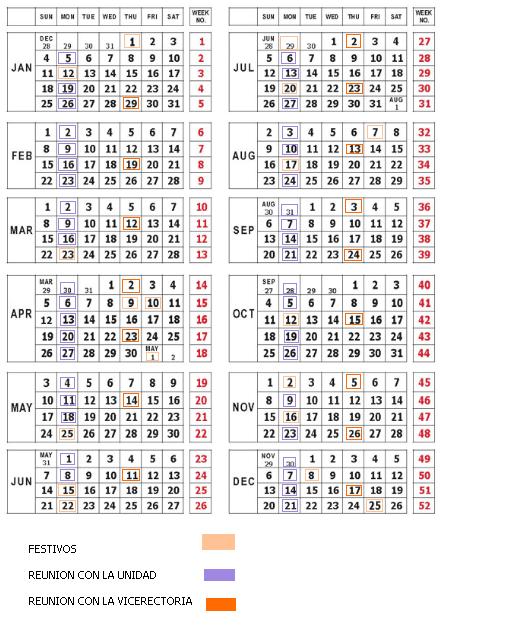 SUN MON TUE WED THU FRI SAT WEEK NO.
JAN
DEC 28 29 30 31 1 2 3 1
4 5 6 7 8 9 10 2
11 12 13 14 15 16 17 3
18 19 20 21 22 23 24 4
25 26 27 28 29 30 31 5
FEB
1 2 3 4 5 6 7 6
8 9 10 11 12 13 14 7
15 16 17 18 19 20 21 8
22 23 24 25 26 27 28 9
MAR
1 2 3 4 5 6 7 10
8 9 10 11 12 13 14 11
15 16 17 18 19 20 21 12
22 23 24 25 26 27 28 13
APR
MAR 29 30 31 1 2 3 4 14
5 6 7 8 9 10 11 15
12 13 14 15 16 17 18 16
19 20 21 22 23 24 25 17
26 27 28 29 30 MAY 1 2 18
MAY
3 4 5 6 7 8 9 19
10 11 12 13 14 15 16 20
17 18 19 20 21 22 23 21
24 25 26 27 28 29 30 22
JUN
MAY 31 1 2 3 4 5 6 23
7 8 9 10 11 12 13 24
14 15 16 17 18 19 20 25
21 22 23 24 25 26 27 26
SUN MON TUE WED THU FRI SAT WEEK NO.
JUL
JUN 28 29 30 1 2 3 4 27
5 6 7 8 9 10 11 28
12 13 14 15 16 17 18 29
19 20 21 22 23 24 25 30
26 27 28 29 30 31 AUG 1 31
AUG
2 3 4 5 6 7 8 32
9 10 11 12 13 14 15 33
16 17 18 19 20 21 22 34
23 24 25 26 27 28 29 35
SEP
AUG 30 31 1 2 3 4 5 36
6 7 8 9 10 11 12 37
13 14 15 16 17 18 19 38
20 21 22 23 24 25 26 39
OCT
SEP 27 28 29 30 1 2 3 40
4 5 6 7 8 9 10 41
11 12 13 14 15 16 17 42
18 19 20 21 22 23 24 43
25 26 27 28 29 30 31 44
NOV
1 2 3 4 5 6 7 45
8 9 10 11 12 13 14 46
15 16 17 18 19 20 21 47
22 23 24 25 26 27 28 48
DEC
NOV 29 30 1 2 3 4 5 49
6 7 8 9 10 11 12 50
13 14 15 16 17 18 19 51
20 21 22 23 24 25 26 52
FESTIVOS
REUNION CON LA UNIDAD
REUNION CON LA VICERECTORIA